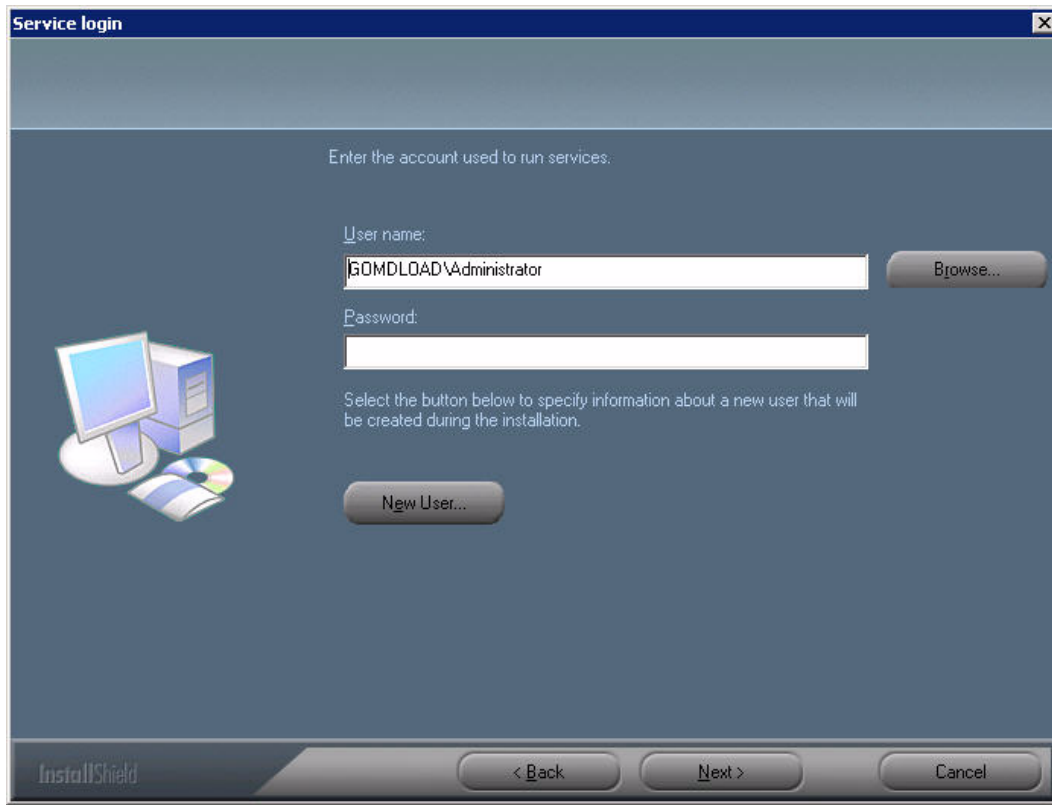 Service login
Enter the account used to run services.
User name:
GOMDLOAD\Administrator
Browse...
Password:
Select the button below to specify information about a new user that will
be created during the installation.
New User...
InstallShield
< Back
Next >
Cancel